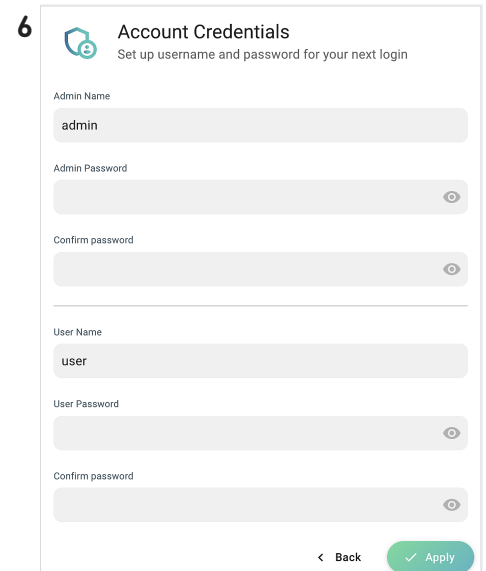 6
Account Credentials
Set up username and password for your next login
Admin Name
admin
Admin Password
Confirm password
User Name
user
User Password
Confirm password
Back
Apply